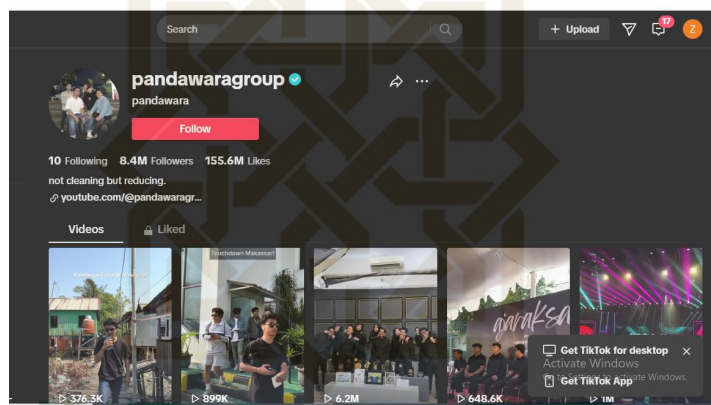 Search
+ Upload
17
Z
pandawaragroup
pandawara
Follow
10 Following 8.4M Followers 155.6M Likes
not cleaning but reducing.
youtube.com/@pandawaragr...
Videos
Liked
Touchdown Makassar!
ajaraksa
376.3K
899K
6.2M
648.6K
1M
Get TikTok for desktop
Activate Windows
Get TikTok App